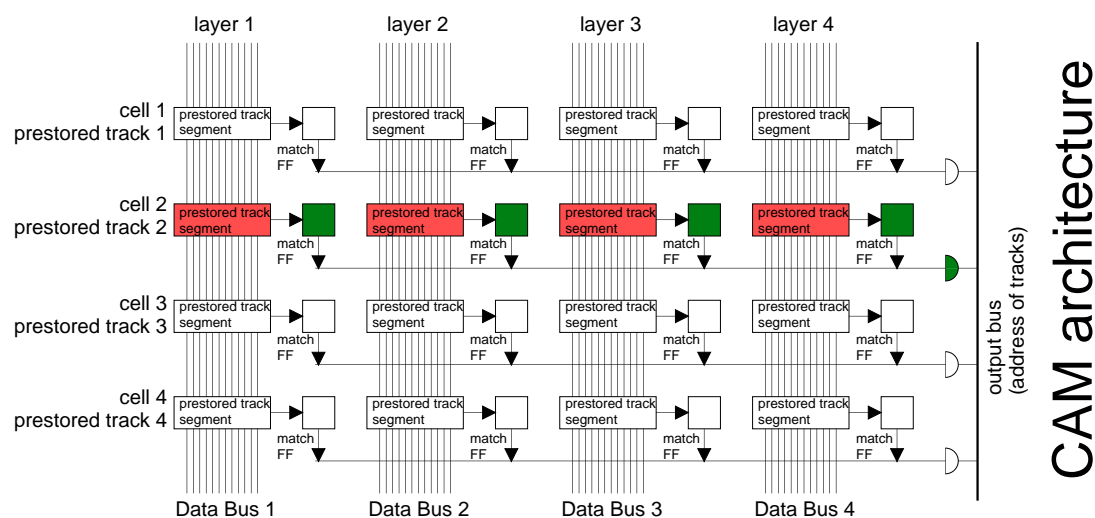 layer 1 layer 2 layer 3 layer 4
cell 1
prestored track 1
prestored track prestored track prestored track prestored track
segment segment segment segment
match match match match
FF FF FF FF
cell 2
prestored track 2
prestored track prestored track prestored track prestored track
segment segment segment segment
match match match match
FF FF FF FF
cell 3
prestored track 3
prestored track prestored track prestored track prestored track
segment segment segment segment
match match match match
FF FF FF FF
cell 4
prestored track 4
prestored track prestored track prestored track prestored track
segment segment segment segment
match match match match
FF FF FF FF
Data Bus 1 Data Bus 2 Data Bus 3 Data Bus 4
output bus
(address of tracks)
CAM architecture